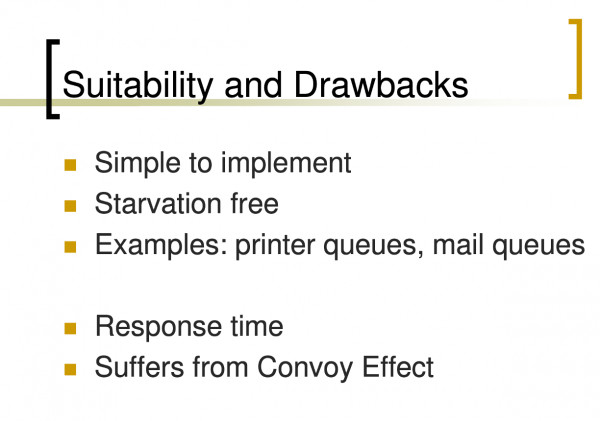 Suitability and Drawbacks
Simple to implement
Starvation free
Examples: printer queues, mail queues
Response time
Suffers from Convoy Effect